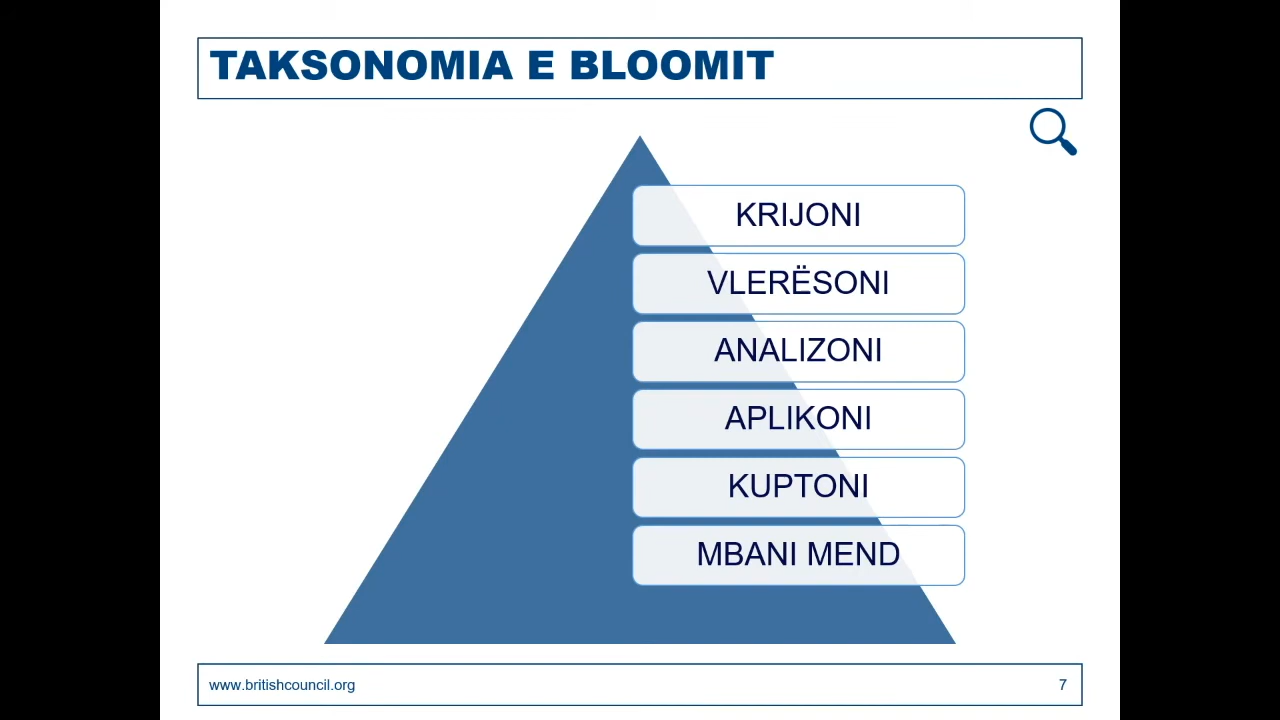 TAKSONOMIA E BLOOMIT
KRIJONI
VLERËSONI
ANALIZONI
APLIKONI
KUPTONI
MBANI MEND
www.britishcouncil.org
7